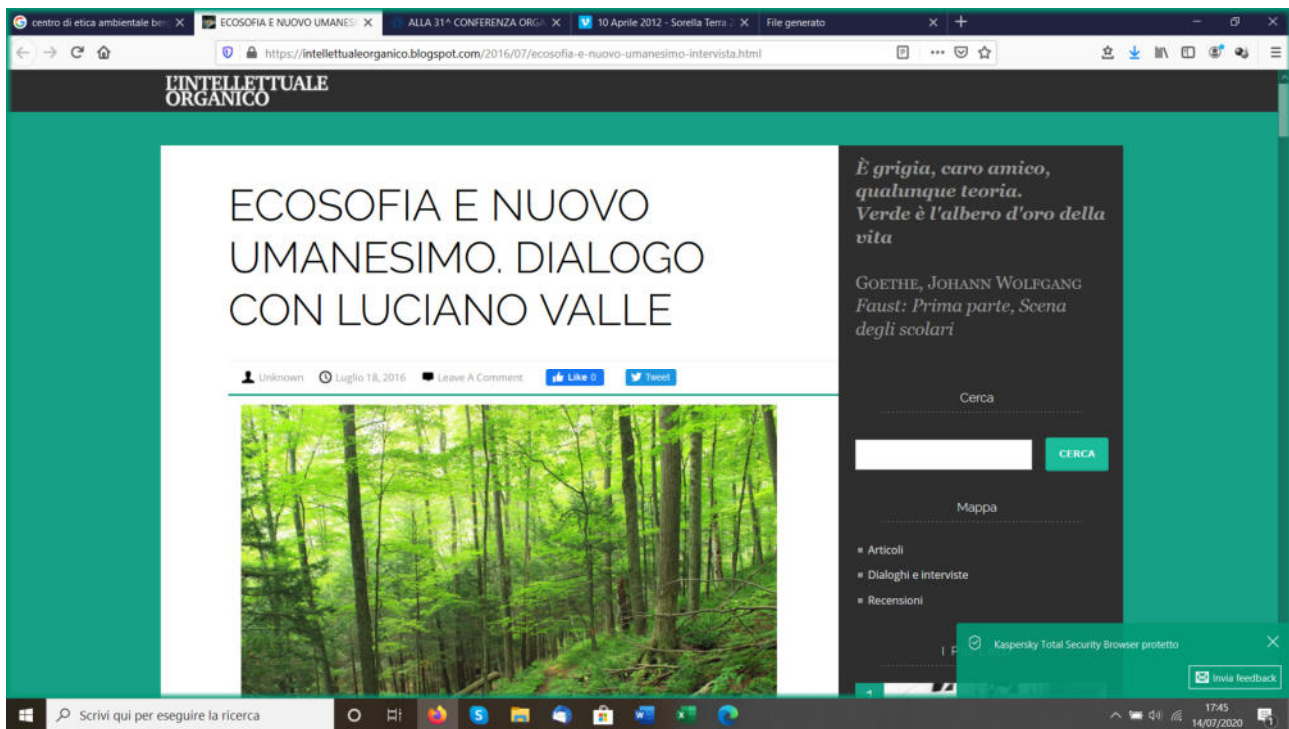 centro di etica ambientale ber
ECOSOFIA E NUOVO UMANES
ALLA 31^ CONFERENZA ORGA
10 Aprile 2012 - Sorella Terra 2
File generato
https://intellettualeorganico.blogspot.com/2016/07/ecosofia-e-nuovo-umanesimo-intervista.html
L'INTELLETTUALE
ORGANICO
ECOSOFIA E NUOVO
UMANESIMO. DIALOGO
CON LUCIANO VALLE
Unknown Luglio 18, 2016 Leave A Comment Like 0 Tweet
È grigia, caro amico,
qualunque teoria.
Verde è l'albero d'oro della
vita
GOETHE, JOHANN WOLFGANG
Faust: Prima parte, Scena
degli scolari
Cerca
CERCA
Mappa
Articoli
Dialoghi e interviste
Recensioni
I P
1
Kaspersky Total Security Browser protetto
Invia feedback
Scrivi qui per eseguire la ricerca
17:45
14/07/2020
1